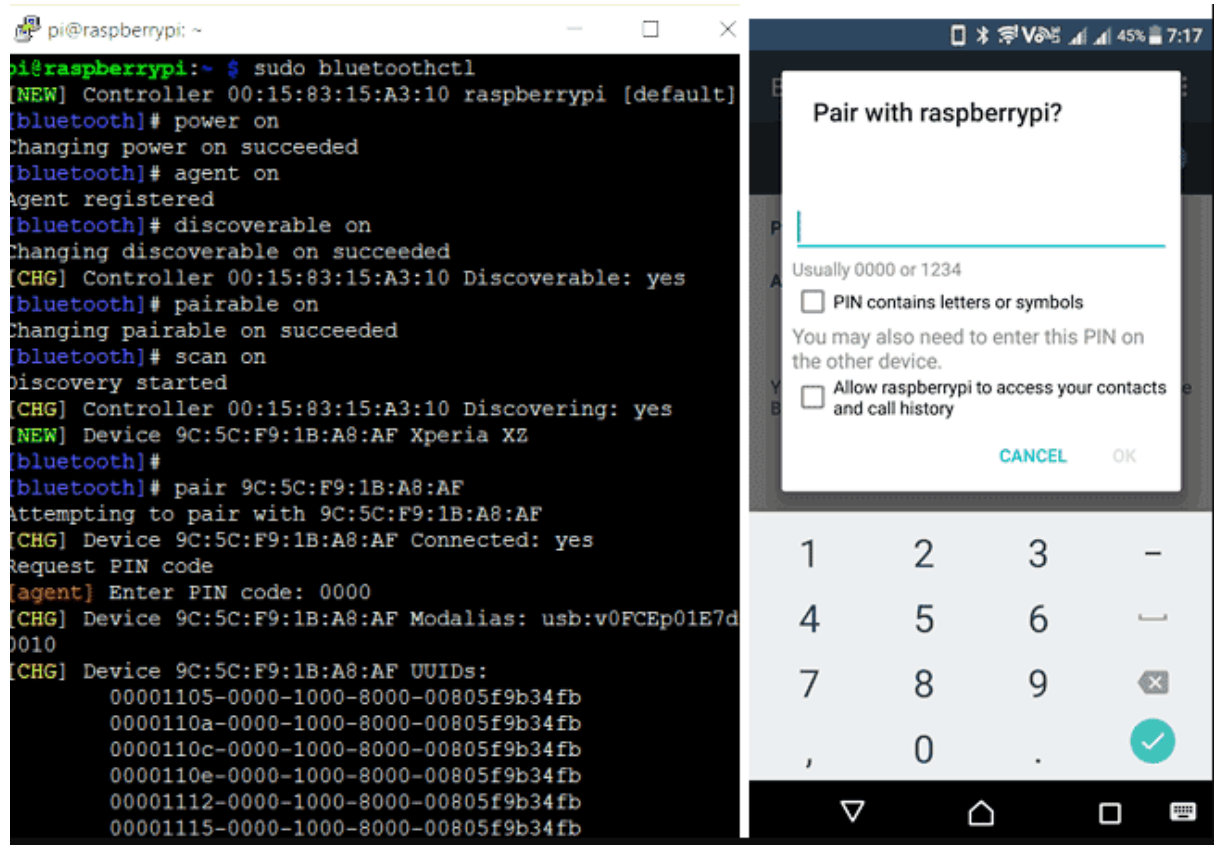 pi@raspberrypi: ~
pi@raspberrypi:~ $ sudo bluetoothctl
[NEW] Controller 00:15:83:15:A3:10 raspberrypi [default]
[bluetooth]# power on
Changing power on succeeded
[bluetooth]# agent on
Agent registered
[bluetooth]# discoverable on
Changing discoverable on succeeded
[CHG] Controller 00:15:83:15:A3:10 Discoverable: yes
[bluetooth]# pairable on
Changing pairable on succeeded
[bluetooth]# scan on
Discovery started
[CHG] Controller 00:15:83:15:A3:10 Discovering: yes
[NEW] Device 9C:5C:F9:1B:A8:AF Xperia XZ
[bluetooth]#
[bluetooth]# pair 9C:5C:F9:1B:A8:AF
Attempting to pair with 9C:5C:F9:1B:A8:AF
[CHG] Device 9C:5C:F9:1B:A8:AF Connected: yes
Request PIN code
[agent] Enter PIN code: 0000
[CHG] Device 9C:5C:F9:1B:A8:AF Modalias: usb:v0FCEp01E7d
0010
[CHG] Device 9C:5C:F9:1B:A8:AF UUIDs:
00001105-0000-1000-8000-00805f9b34fb
0000110a-0000-1000-8000-00805f9b34fb
0000110c-0000-1000-8000-00805f9b34fb
0000110e-0000-1000-8000-00805f9b34fb
00001112-0000-1000-8000-00805f9b34fb
00001115-0000-1000-8000-00805f9b34fb
45% 7:17
Pair with raspberrypi?
Usually 0000 or 1234
PIN contains letters or symbols
You may also need to enter this PIN on
the other device.
Allow raspberrypi to access your contacts
and call history
CANCEL OK
1 2 3 -
4 5 6
7 8 9
, 0 .